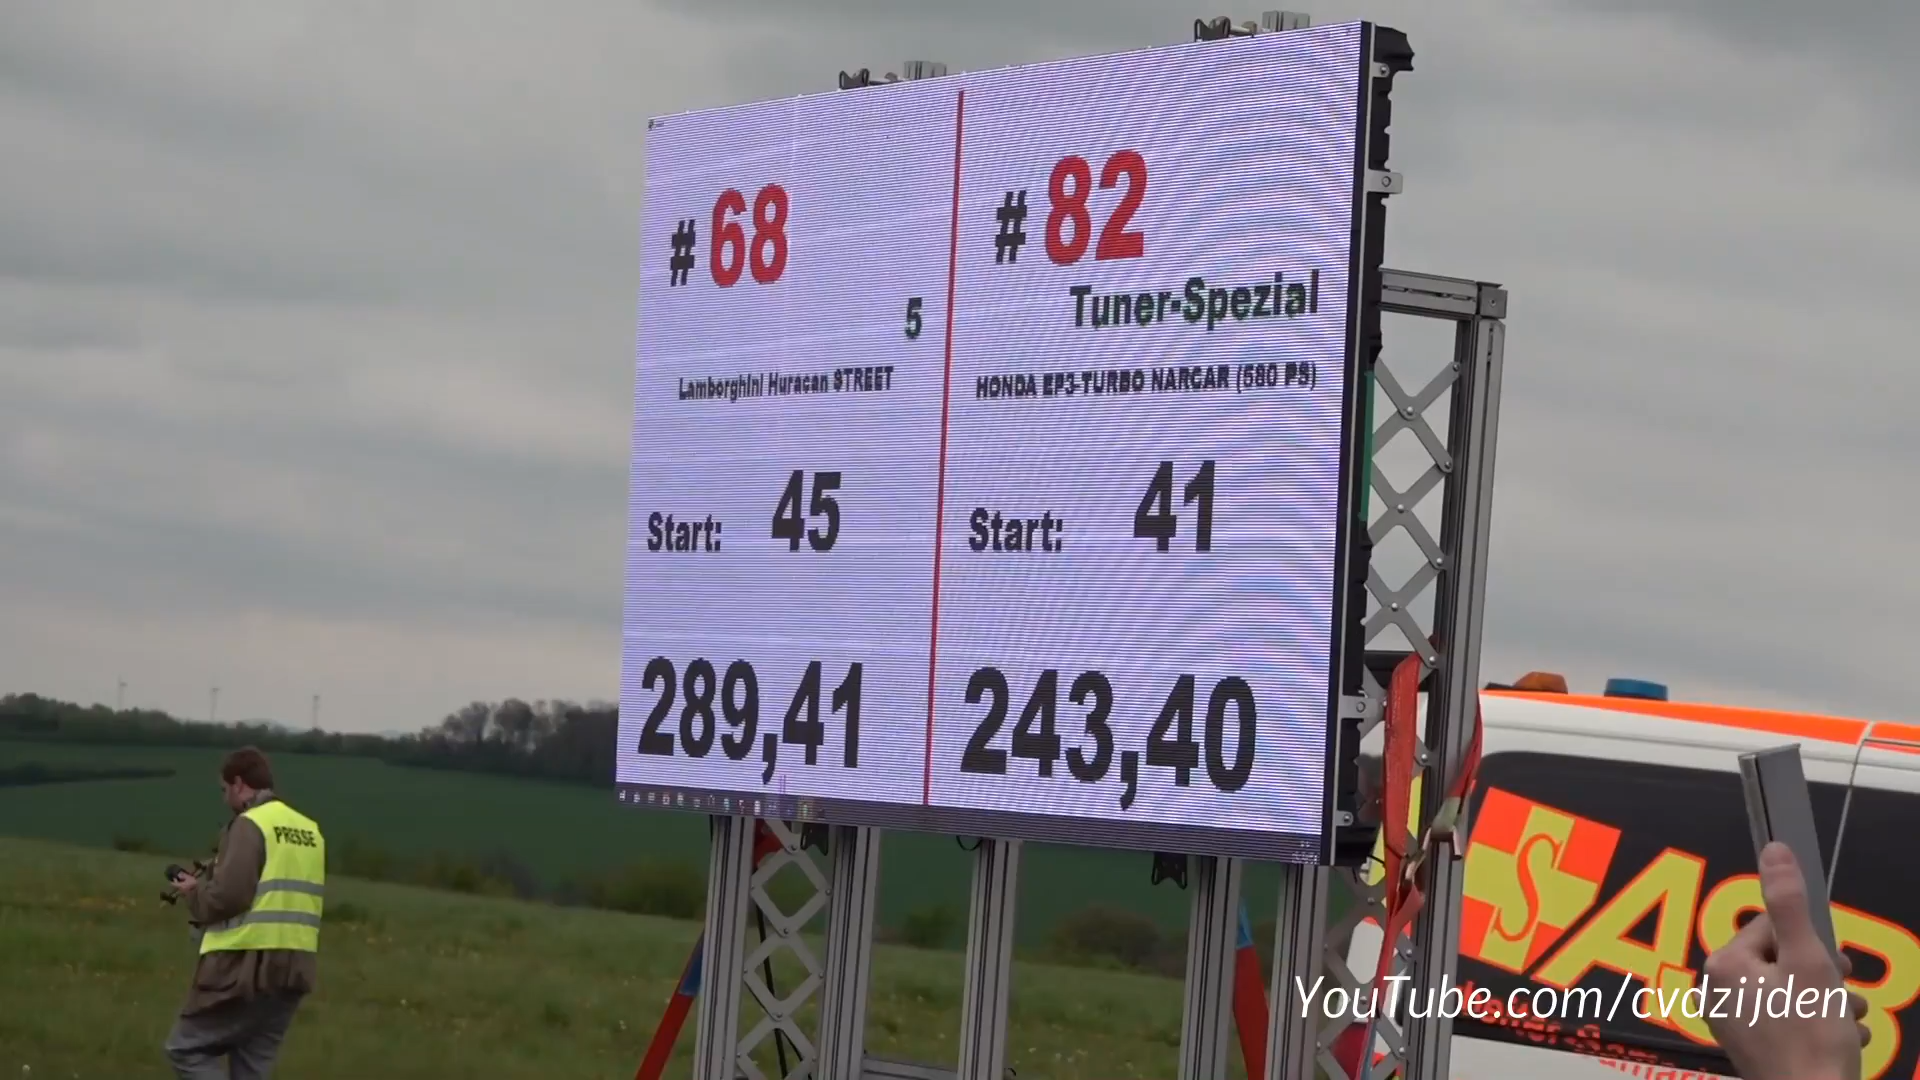 # 68
5
Lamborghini Huracan STREET
Start: 45
289,41
# 82
Tuner-Spezial
HONDA EP3-TURBO NARCAR (580 PS)
Start: 41
243,40
PRESSE
S
ASB
YouTube.com/cvdzijden